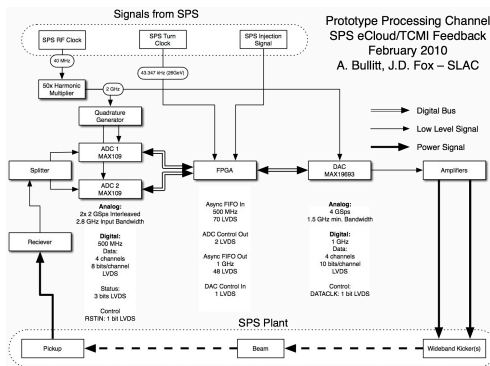 Signals from SPS
Prototype Processing Channel
SPS eCloud/TCMI Feedback
February 2010
A. Bullitt, J.D. Fox – SLAC
SPS RF Clock
SPS Turn
Clock
SPS Injection
Signal
40 MHz
43.347 kHz (26GeV)
50x Harmonic
Multiplier
2 GHz
Quadrature
Generator
Digital Bus
Low Level Signal
Power Signal
ADC 1
MAX109
Splitter
ADC 2
MAX109
FPGA
DAC
MAX19693
Amplifiers
Analog:
2x 2 GSps Interleaved
2.8 GHz Input Bandwidth
Digital:
500 MHz
Data:
4 channels
8 bits/channel
LVDS
Status:
3 bits LVDS
Control
RSTIN: 1 bit LVDS
Async FIFO In
500 MHz
70 LVDS
ADC Control Out
2 LVDS
Async FIFO Out
1 GHz
48 LVDS
DAC Control In
1 LVDS
Analog:
4 GSps
1.5 GHz min. Bandwidth
Digital:
1 GHz
Data:
4 channels
10 bits/channel
LVDS
Control:
DATACLK: 1 bit LVDS
Reciever
SPS Plant
Pickup
Beam
Wideband Kicker(s)